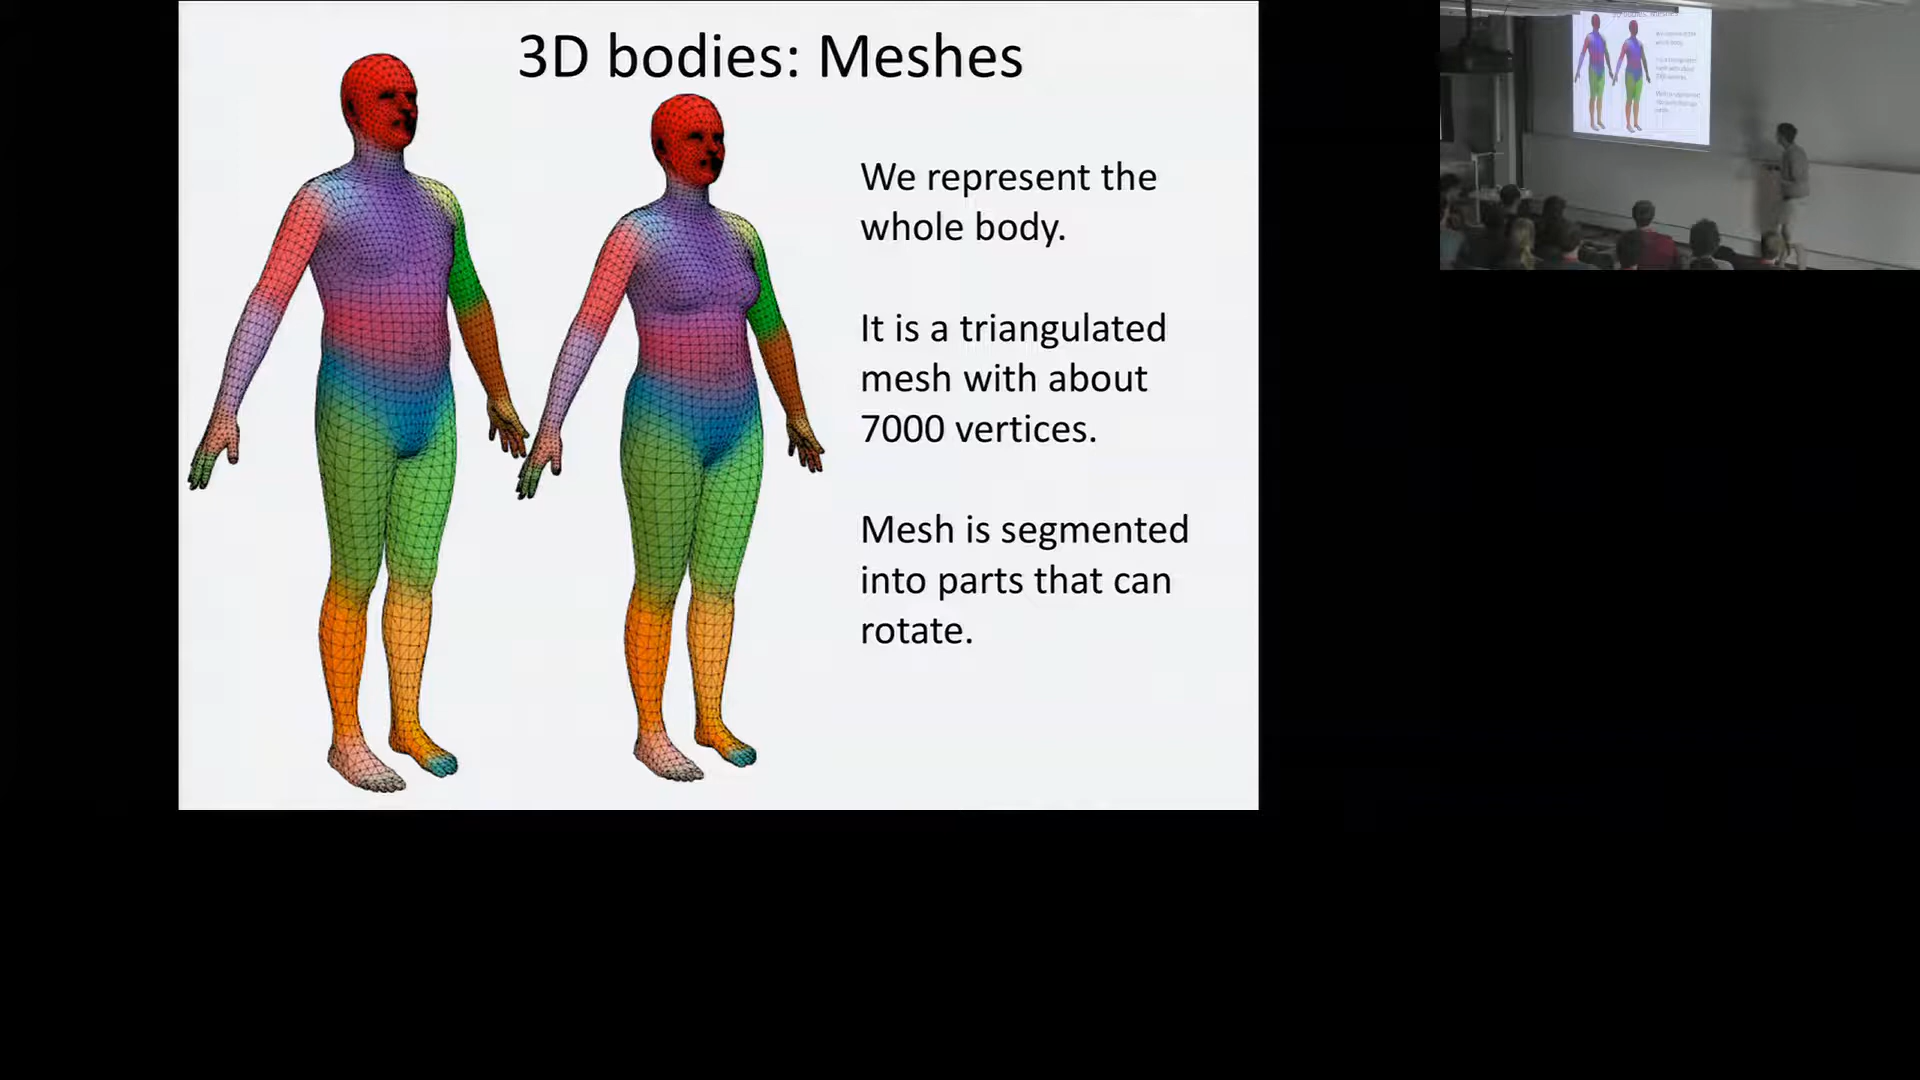 3D bodies: Meshes
We represent the
whole body.
It is a triangulated
mesh with about
7000 vertices.
Mesh is segmented
into parts that can
rotate.